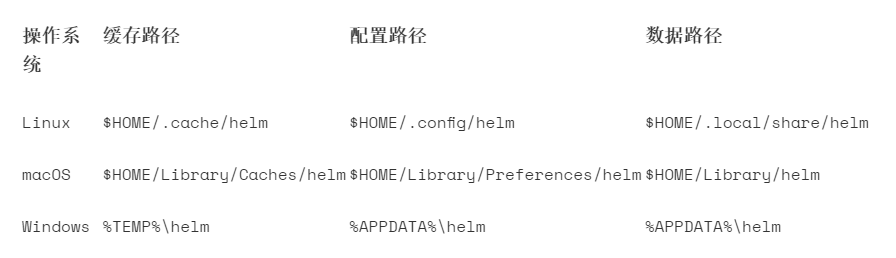 操作系统 缓存路径 配置路径 数据路径
Linux $HOME/.cache/helm $HOME/.config/helm $HOME/.local/share/helm
macOS $HOME/Library/Caches/helm $HOME/Library/Preferences/helm $HOME/Library/helm
Windows %TEMP%\helm %APPDATA%\helm %APPDATA%\helm